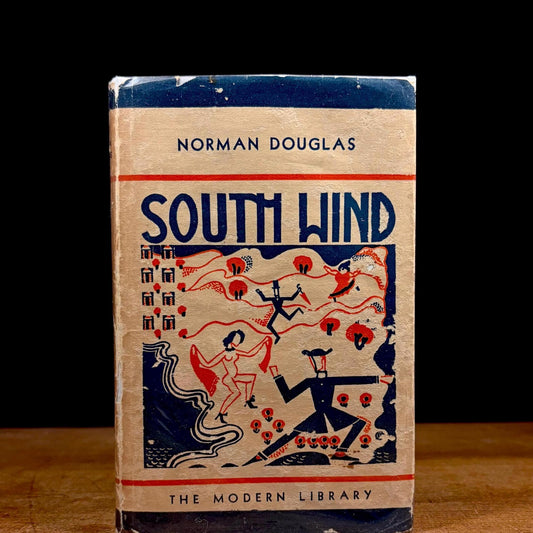 NORMAN DOUGLAS
SOUTH WIND
THE MODERN LIBRARY